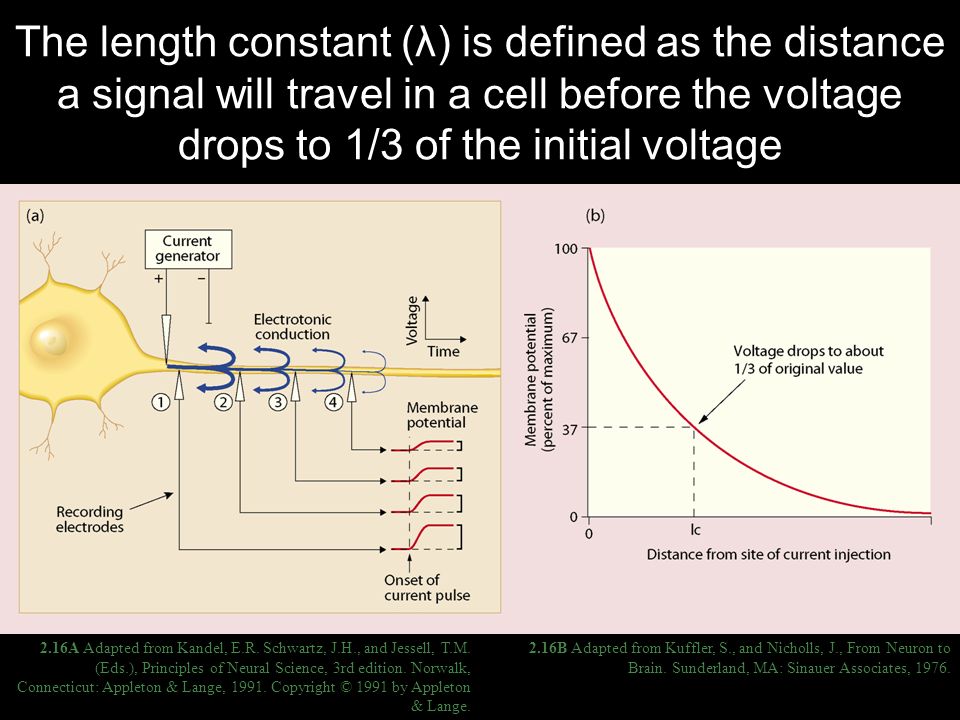 The length constant (λ) is defined as the distance
a signal will travel in a cell before the voltage
drops to 1/3 of the initial voltage
(a)
Current
generator
+
–
Electrotonic
conduction
Voltage
Time
1
2
3
4
Membrane
potential
Recording
electrodes
Onset of
current pulse
(b)
Membrane potential
(percent of maximum)
100
67
37
0
0
lc
Voltage drops to about
1/3 of original value
Distance from site of current injection
2.16A Adapted from Kandel, E.R. Schwartz, J.H., and Jessell, T.M.
(Eds.), Principles of Neural Science, 3rd edition. Norwalk,
Connecticut: Appleton & Lange, 1991. Copyright © 1991 by Appleton
& Lange.
2.16B Adapted from Kuffler, S., and Nicholls, J., From Neuron to
Brain. Sunderland, MA: Sinauer Associates, 1976.